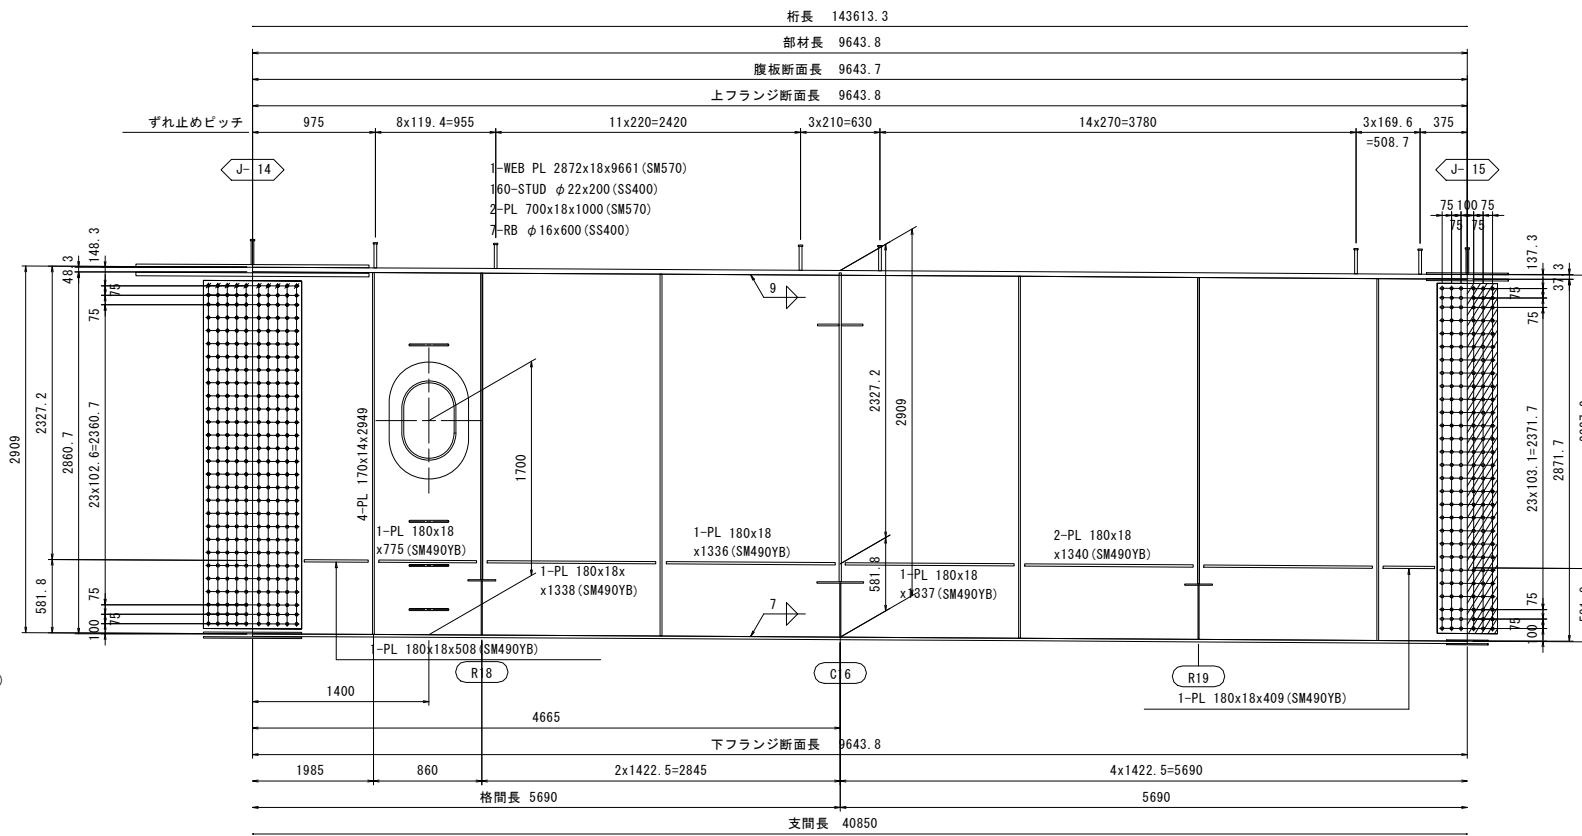 桁長 143613.3
部材長 9643.8
腹板断面長 9643.7
上フランジ断面長 9643.8
ずれ止めピッチ 975 8x119.4=955 11x220=2420 3x210=630 14x270=3780 3x169.6 375
=508.7
J- 14
J- 15
1-WEB PL 2872x18x9661(SM570)
160-STUD φ22x200(SS400)
2-PL 700x18x1000(SM570)
7-RB φ16x600(SS400)
75 100 75
75 75
148.3
48.3
75
75
2909
2327.2
2860.7
23x102.6=2360.7
581.8
75
75
100
137.3
37.3
75
75
23x103.1=2371.7
2871.7
75
75
100
9
7
4-PL 170x14x2949
1700
2327.2
2909
581.8
1-PL 180x18
x775(SM490YB)
1-PL 180x18x
x1338(SM490YB)
1-PL 180x18
x1336(SM490YB)
1-PL 180x18
x1337(SM490YB)
2-PL 180x18
x1340(SM490YB)
1-PL 180x18x508(SM490YB)
1-PL 180x18x409(SM490YB)
R18
C16
R19
1400
4665
下フランジ断面長 9643.8
1985 860 2x1422.5=2845 4x1422.5=5690
格間長 5690 5690
支間長 40850